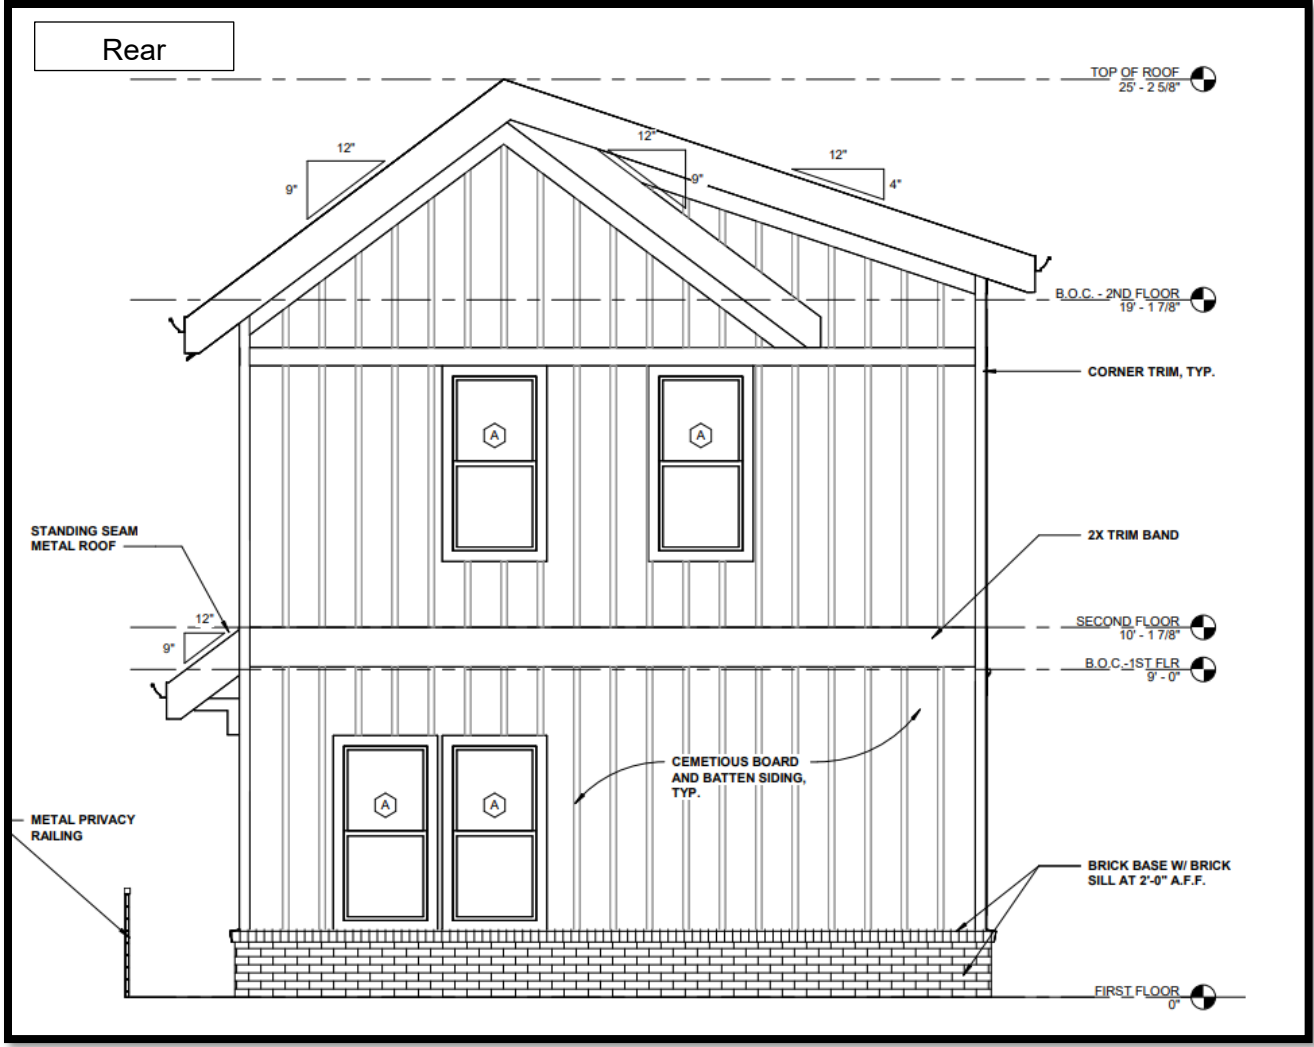 Rear
TOP OF ROOF
25' - 2 5/8"
12"
9"
12"
9"
12"
4"
B.O.C. - 2ND FLOOR
19' - 1 7/8"
CORNER TRIM, TYP.
A
A
STANDING SEAM
METAL ROOF
2X TRIM BAND
12"
9"
SECOND FLOOR
10' - 1 7/8"
B.O.C.-1ST FLR
9' - 0"
CEMETIOUS BOARD
AND BATTEN SIDING,
TYP.
A
A
METAL PRIVACY
RAILING
BRICK BASE W/ BRICK
SILL AT 2'-0" A.F.F.
FIRST FLOOR
0"